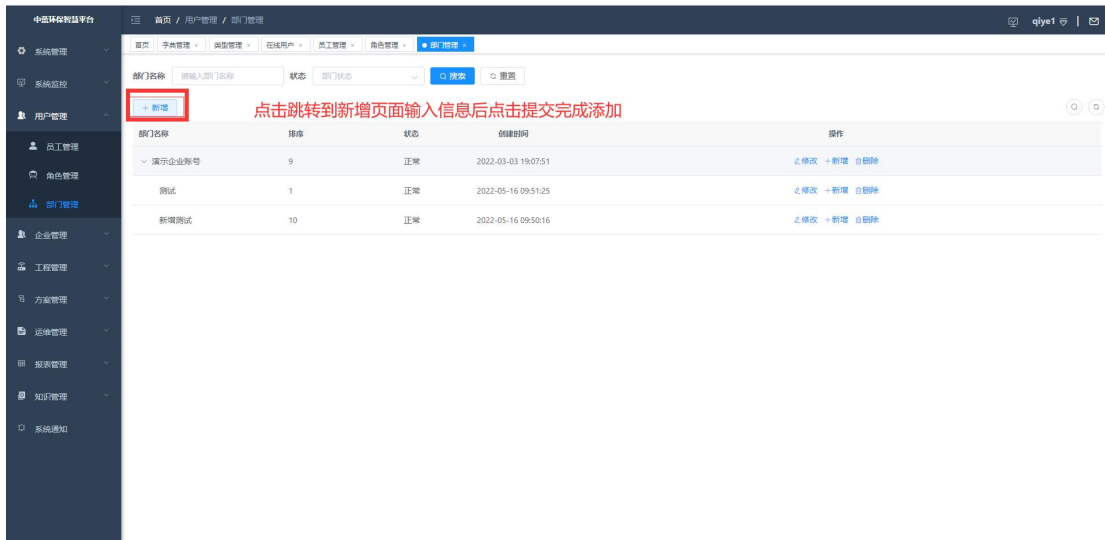 中蓝环保智慧平台
首页 / 用户管理 / 部门管理
qiye1
系统管理
系统监控
用户管理
员工管理
角色管理
部门管理
企业管理
工程管理
方案管理
运维管理
报表管理
知识管理
系统通知
首页 字典管理 × 类型管理 × 在线用户 × 员工管理 × 角色管理 × 部门管理 ×
部门名称 请输入部门名称 状态 部门状态 搜索 重置
+ 新增 点击跳转到新增页面输入信息后点击提交完成添加
部门名称 排序 状态 创建时间 操作
演示企业账号 9 正常 2022-03-03 19:07:51 修改 +新增 删除
测试 1 正常 2022-05-16 09:51:25 修改 +新增 删除
新增测试 10 正常 2022-05-16 09:50:16 修改 +新增 删除